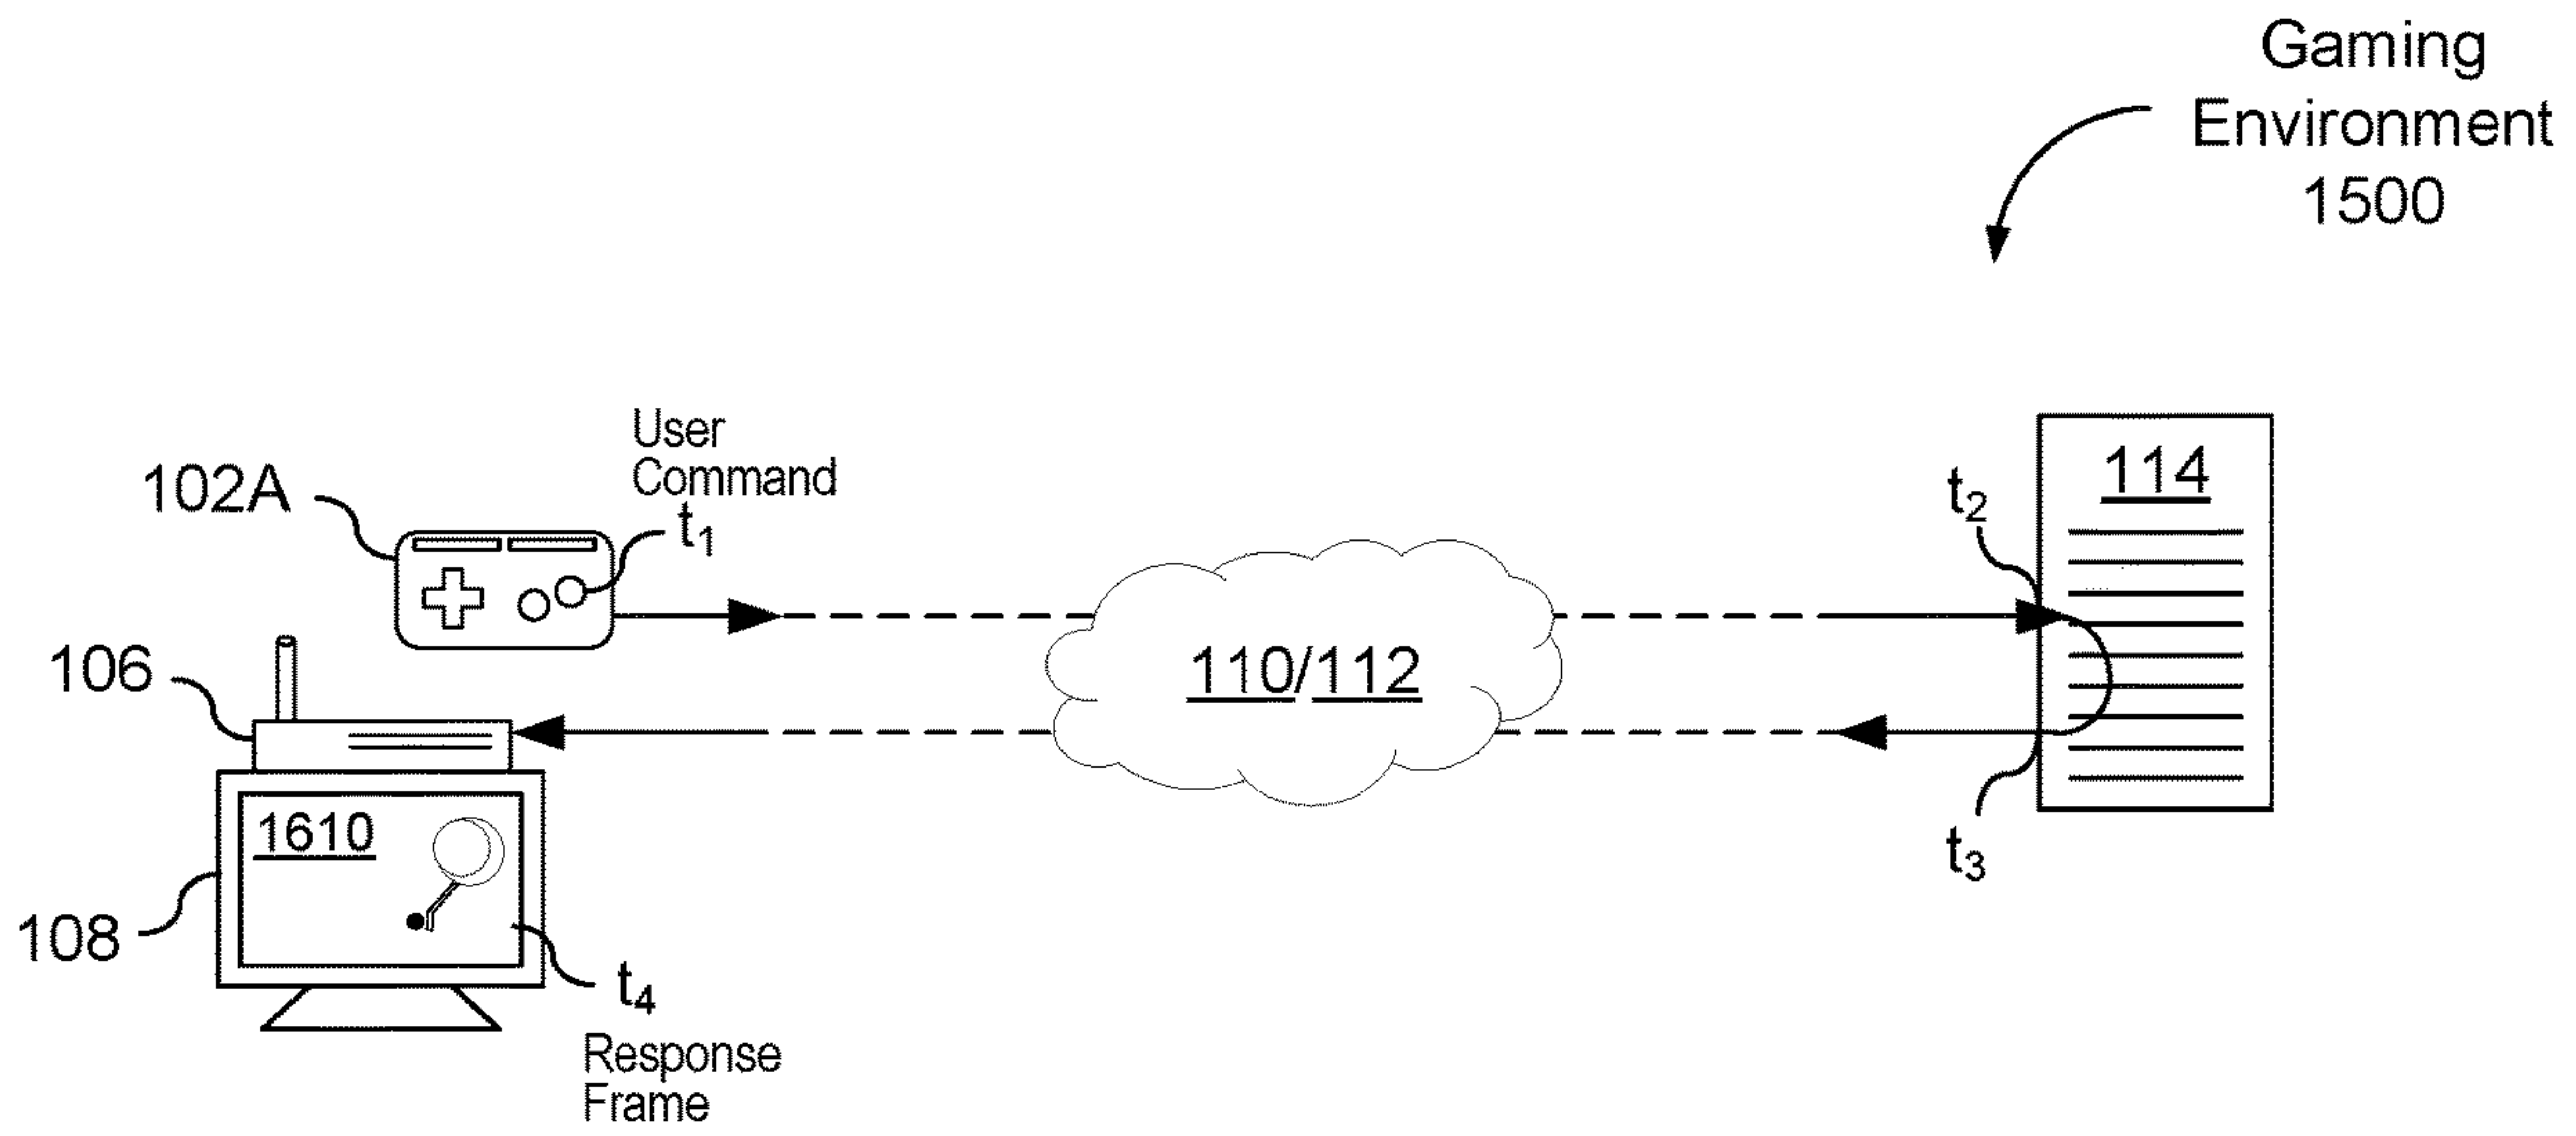 Gaming
Environment
1500
User
Command
t1
102A
t2
114
106
110/112
1610
t3
108
t4
Response
Frame